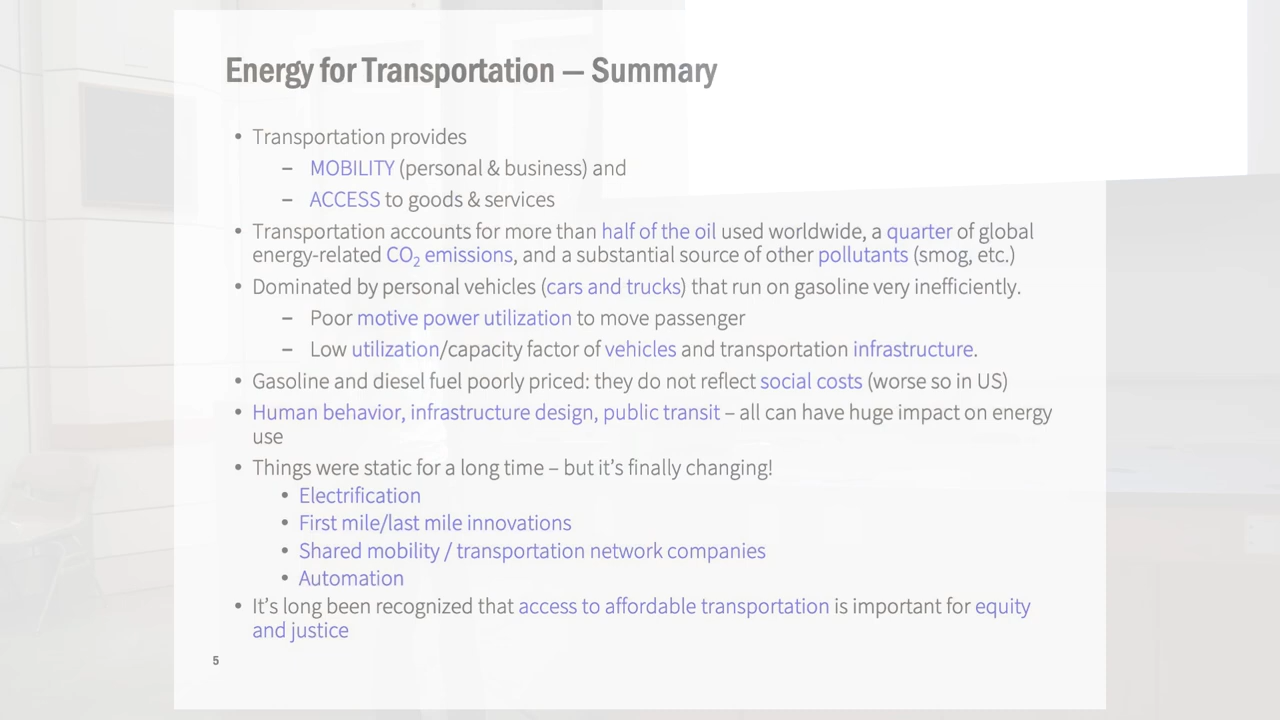 Energy for Transportation — Summary
• Transportation provides
– MOBILITY (personal & business) and
– ACCESS to goods & services
• Transportation accounts for more than half of the oil used worldwide, a quarter of global
energy-related CO₂ emissions, and a substantial source of other pollutants (smog, etc.)
• Dominated by personal vehicles (cars and trucks) that run on gasoline very inefficiently.
– Poor motive power utilization to move passenger
– Low utilization/capacity factor of vehicles and transportation infrastructure.
• Gasoline and diesel fuel poorly priced: they do not reflect social costs (worse so in US)
• Human behavior, infrastructure design, public transit – all can have huge impact on energy
use
• Things were static for a long time – but it’s finally changing!
• Electrification
• First mile/last mile innovations
• Shared mobility / transportation network companies
• Automation
• It’s long been recognized that access to affordable transportation is important for equity
and justice
5